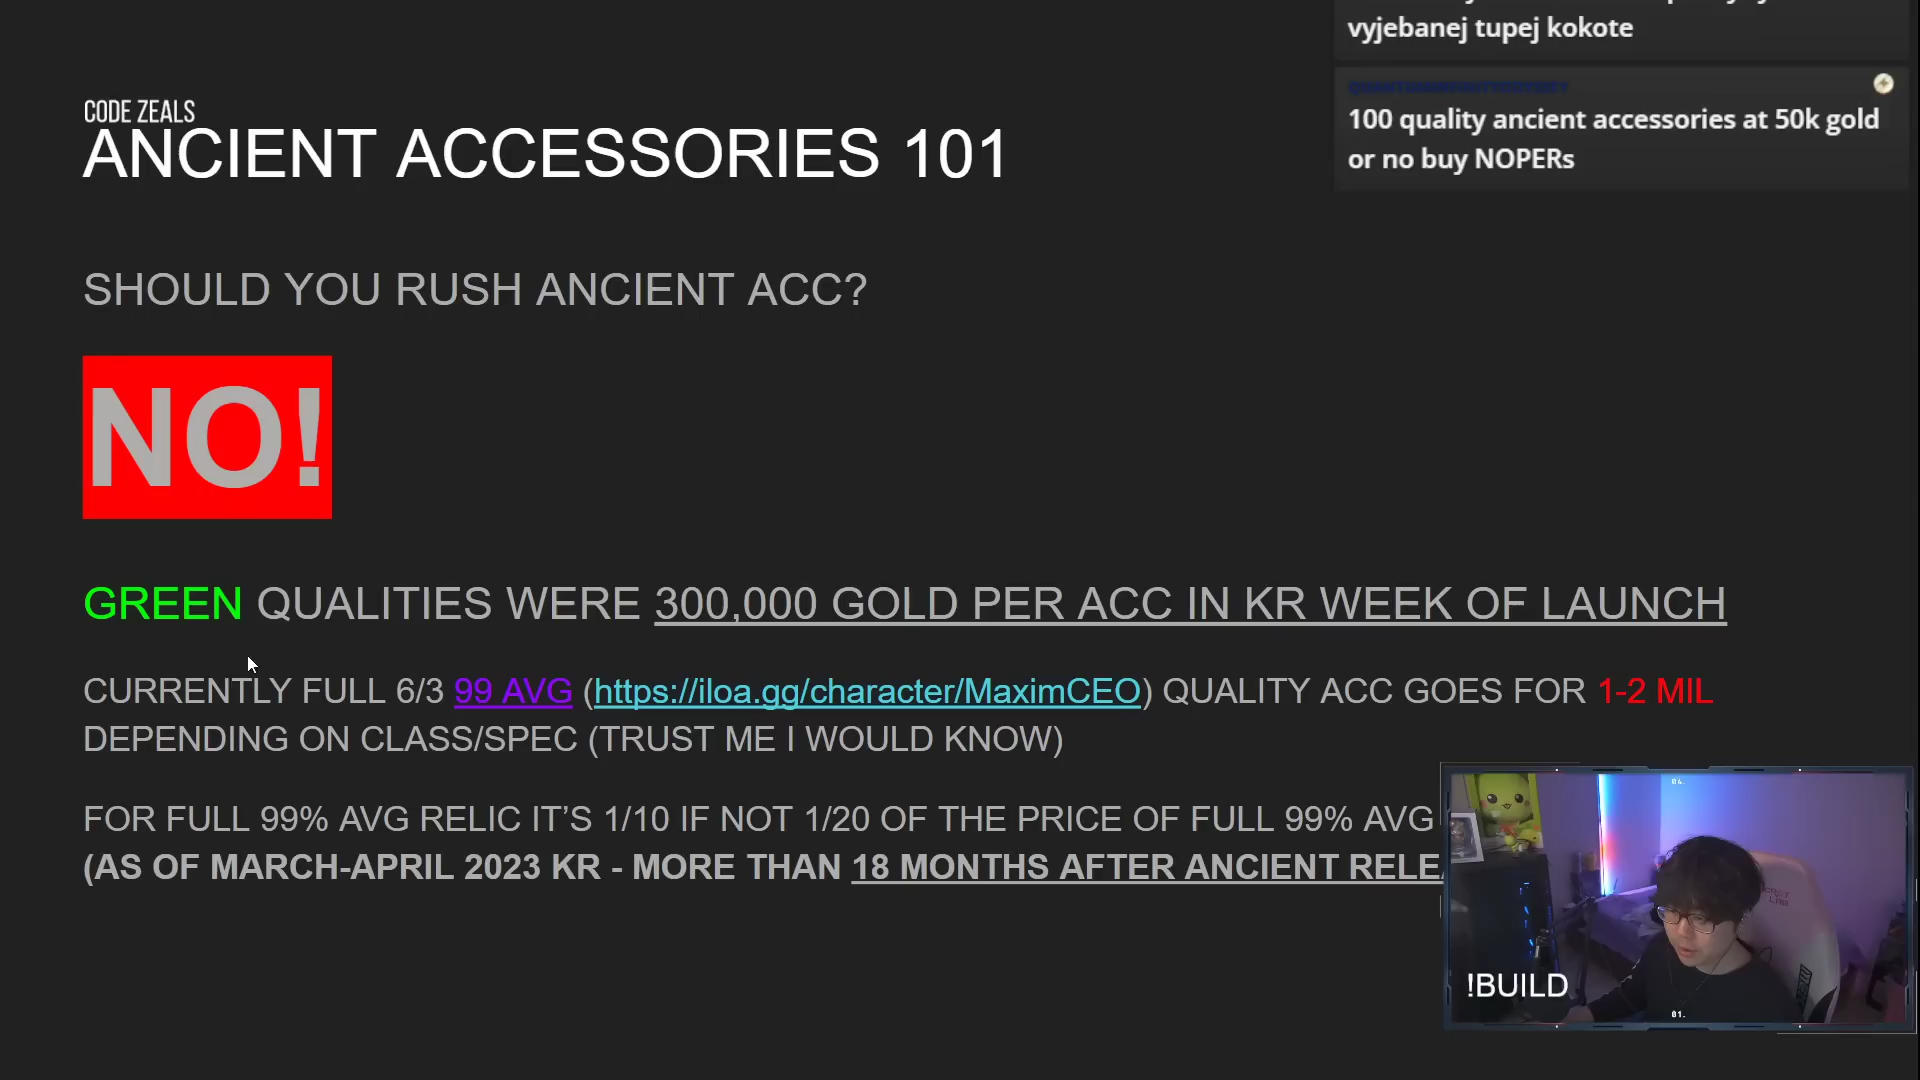 vyjebanej tupej kokote
100 quality ancient accessories at 50k gold
or no buy NOPERs
CODE ZEALS
ANCIENT ACCESSORIES 101
SHOULD YOU RUSH ANCIENT ACC?
NO!
GREEN QUALITIES WERE 300,000 GOLD PER ACC IN KR WEEK OF LAUNCH
CURRENTLY FULL 6/3 99 AVG (https://iloa.gg/character/MaximCEO) QUALITY ACC GOES FOR 1-2 MIL
DEPENDING ON CLASS/SPEC (TRUST ME I WOULD KNOW)
FOR FULL 99% AVG RELIC IT'S 1/10 IF NOT 1/20 OF THE PRICE OF FULL 99% AVG
(AS OF MARCH-APRIL 2023 KR - MORE THAN 18 MONTHS AFTER ANCIENT RELE
!BUILD
04.
01.